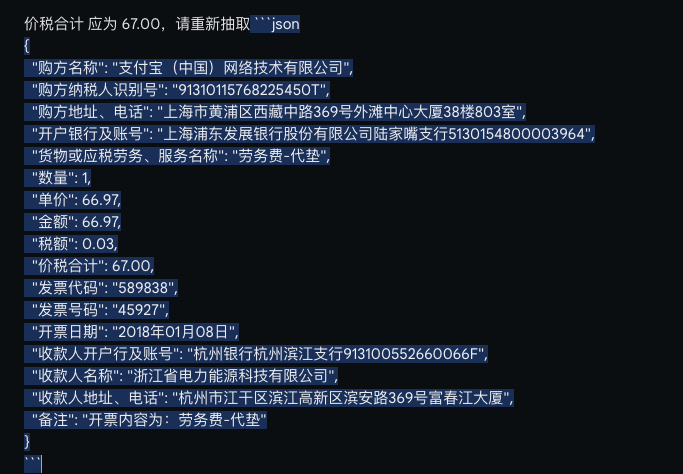 价税合计 应为 67.00，请重新抽取 ```json
{
"购方名称": "支付宝（中国）网络技术有限公司",
"购方纳税人识别号": "91310115768225450T",
"购方地址、电话": "上海市黄浦区西藏中路369号外滩中心大厦38楼803室",
"开户银行及账号": "上海浦东发展银行股份有限公司陆家嘴支行5130154800003964",
"货物或应税劳务、服务名称": "劳务费-代垫",
"数量": 1,
"单价": 66.97,
"金额": 66.97,
"税额": 0.03,
"价税合计": 67.00,
"发票代码": "589838",
"发票号码": "45927",
"开票日期": "2018年01月08日",
"收款人开户行及账号": "杭州银行杭州滨江支行913100552660066F",
"收款人名称": "浙江省电力能源科技有限公司",
"收款人地址、电话": "杭州市江干区滨江高新区滨安路369号富春江大厦",
"备注": "开票内容为：劳务费-代垫"
}
```